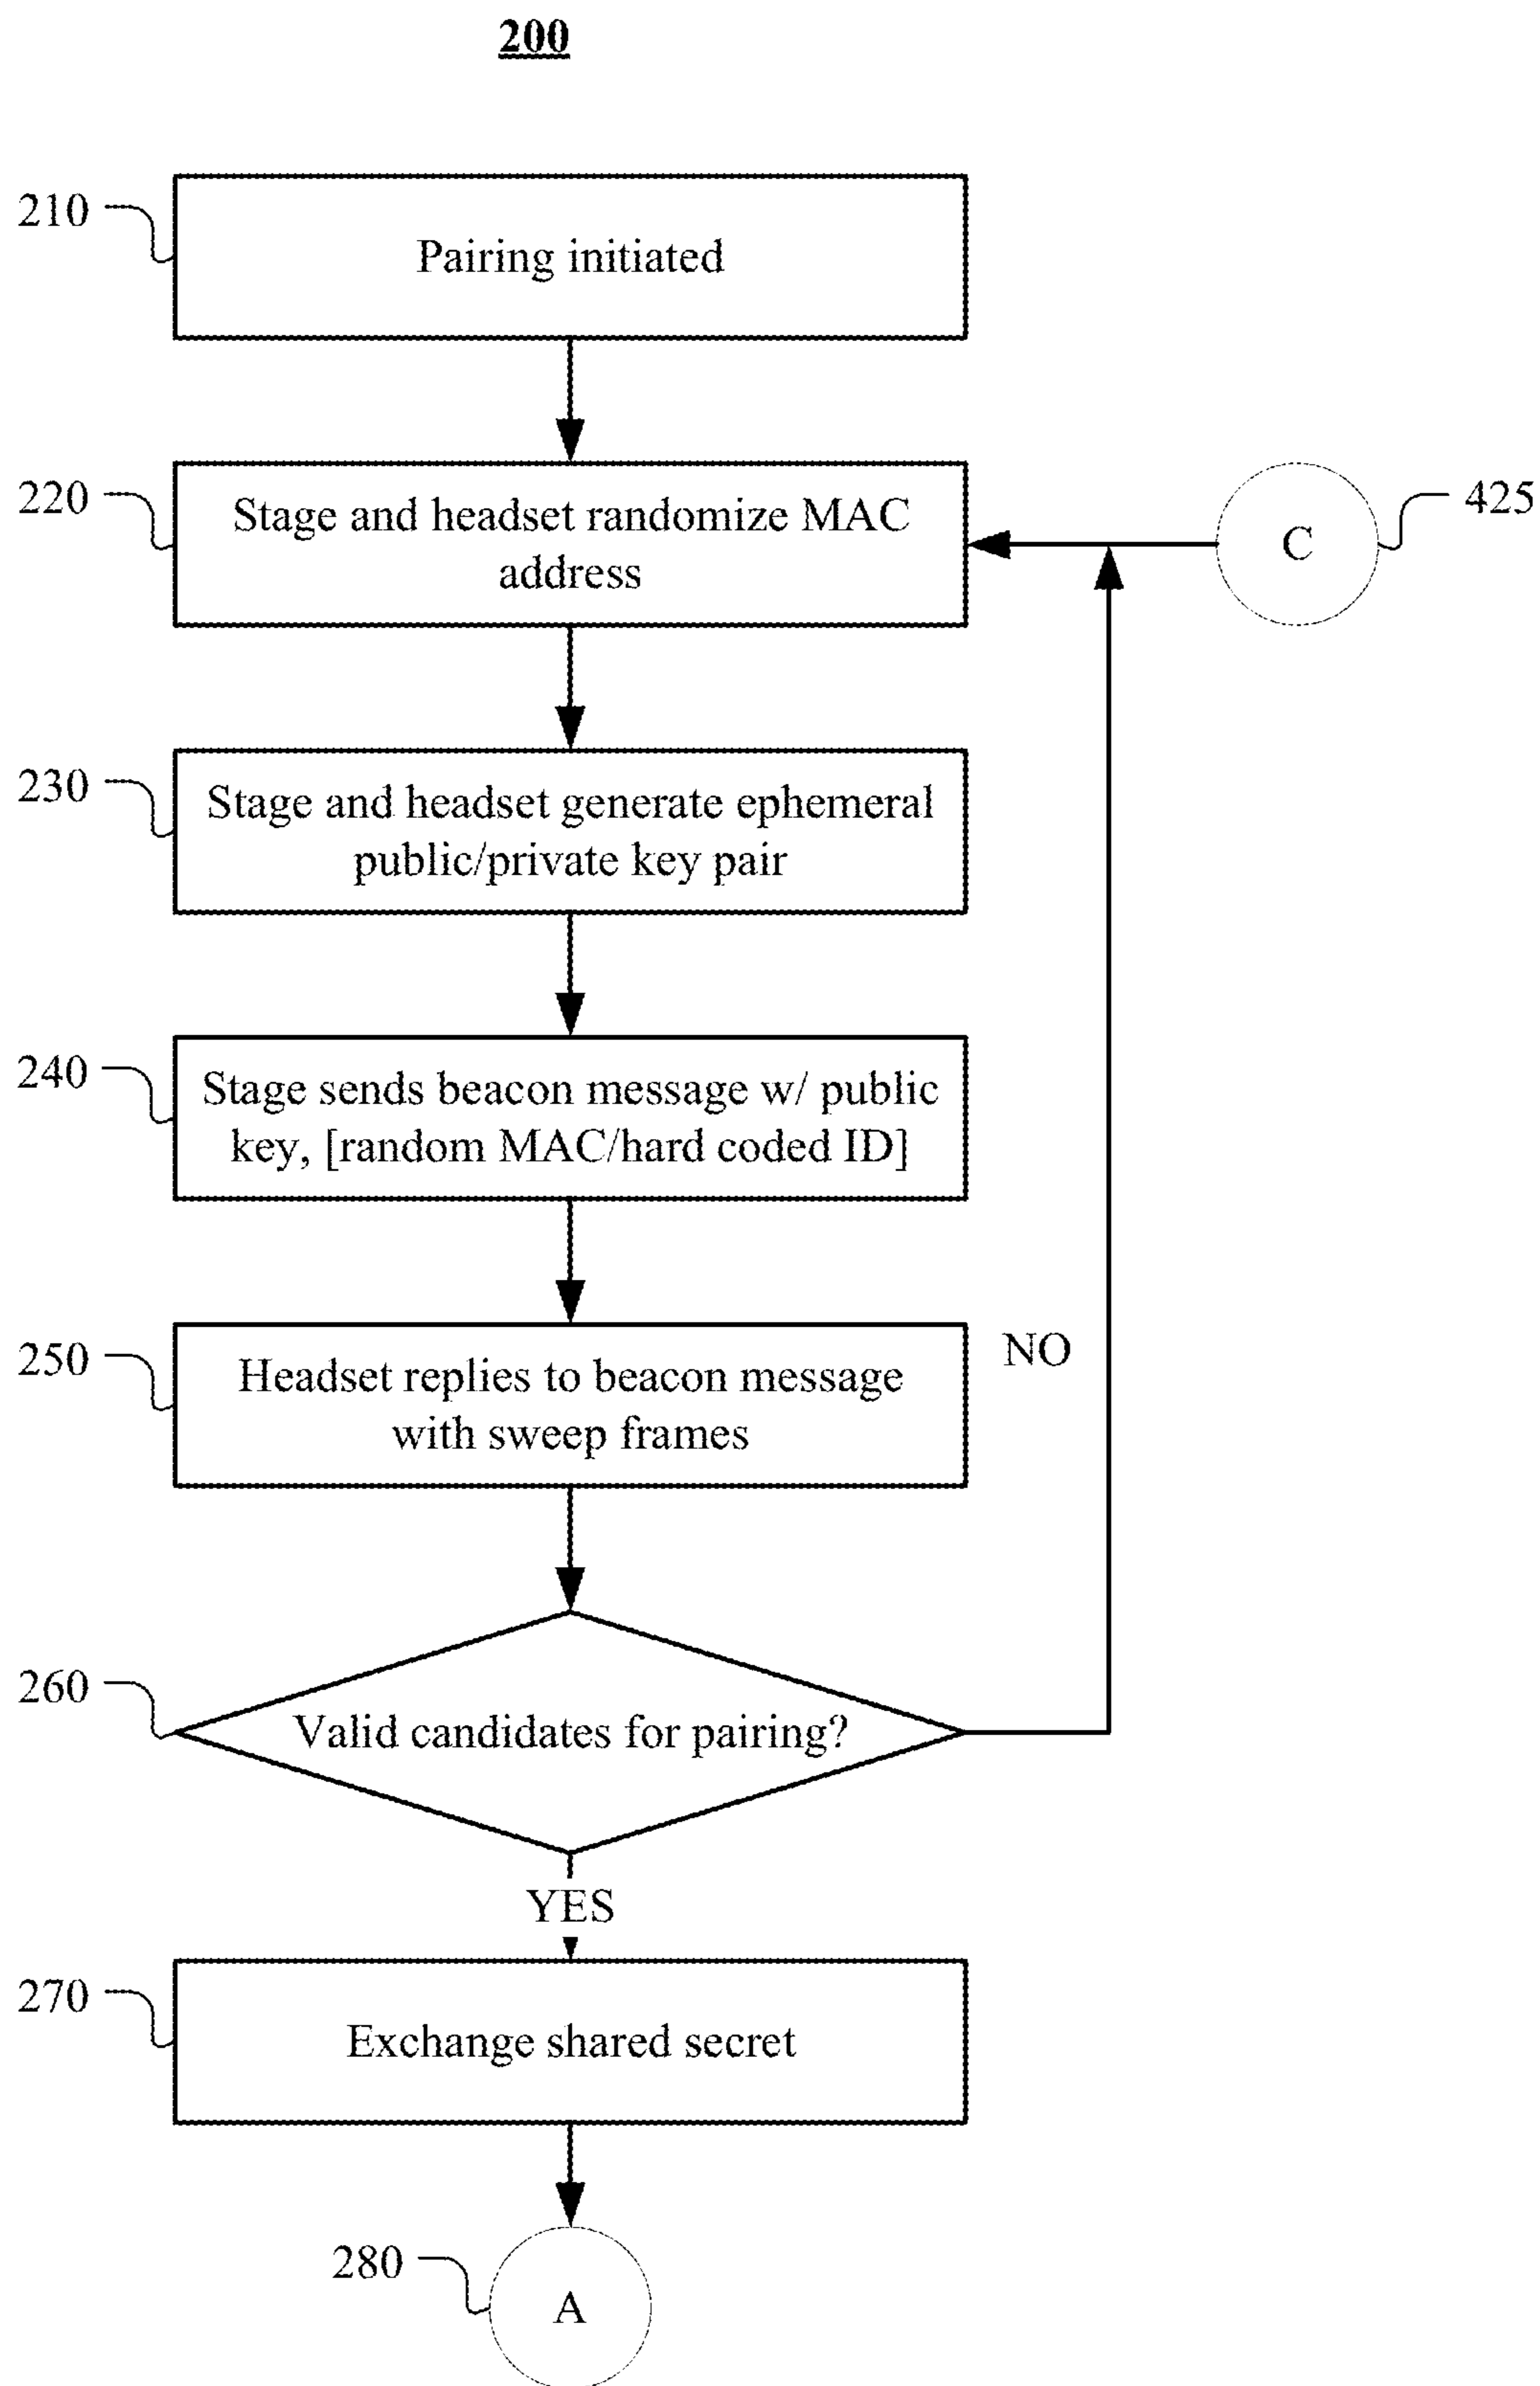 200
210
Pairing initiated
220
Stage and headset randomize MAC
address
C
425
230
Stage and headset generate ephemeral
public/private key pair
240
Stage sends beacon message w/ public
key, [random MAC/hard coded ID]
250
Headset replies to beacon message
with sweep frames
NO
260
Valid candidates for pairing?
YES
270
Exchange shared secret
280
A